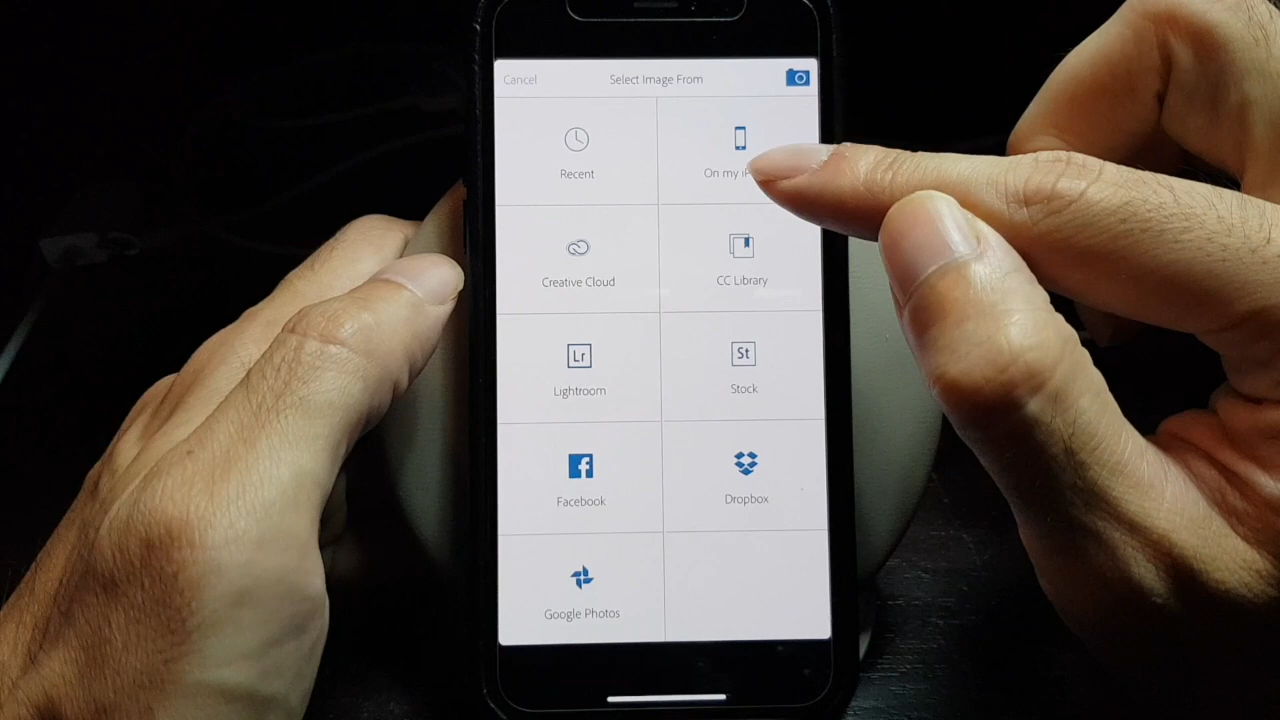 Cancel
Select Image From
Recent
On my
Creative Cloud
CC Library
Lr
Lightroom
St
Stock
Facebook
Dropbox
Google Photos